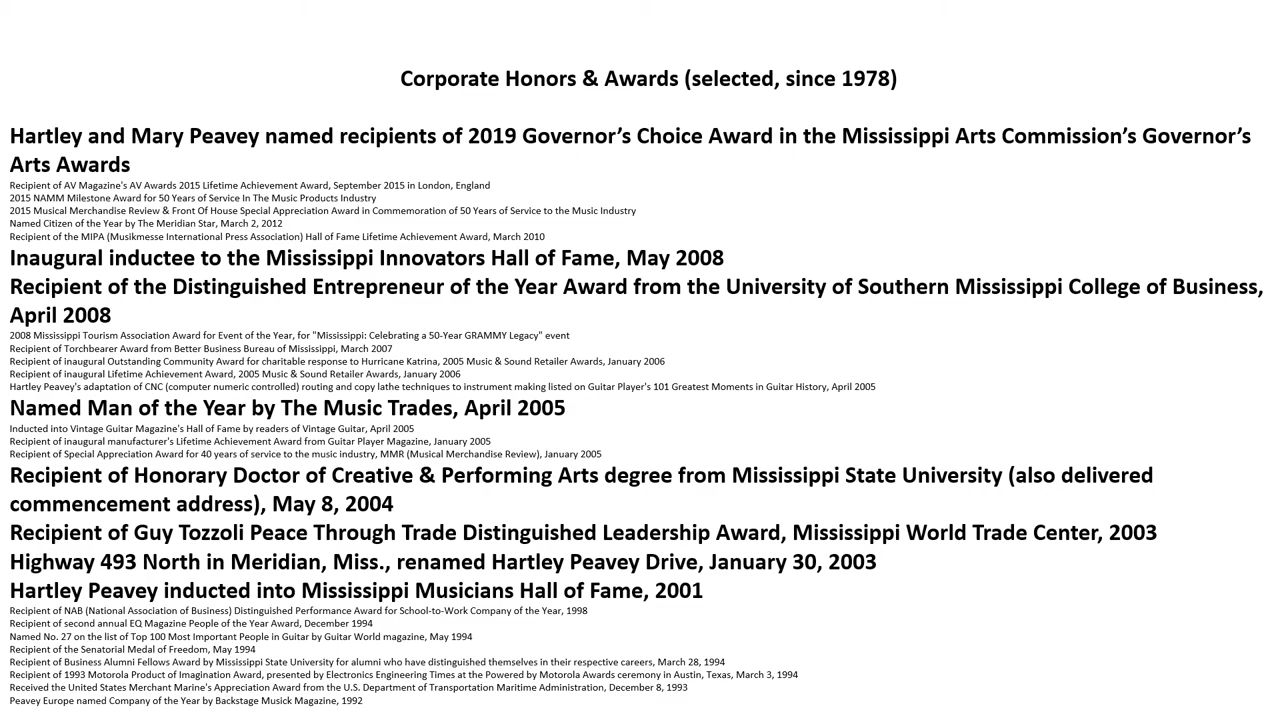 Corporate Honors & Awards (selected, since 1978)
Hartley and Mary Peavey named recipients of 2019 Governor’s Choice Award in the Mississippi Arts Commission’s Governor’s
Arts Awards
Recipient of AV Magazine's AV Awards 2015 Lifetime Achievement Award, September 2015 in London, England
2015 NAMM Milestone Award for 50 Years of Service In The Music Products Industry
2015 Musical Merchandise Review & Front Of House Special Appreciation Award in Commemoration of 50 Years of Service to the Music Industry
Named Citizen of the Year by The Meridian Star, March 2, 2012
Recipient of the MIPA (Musikmesse International Press Association) Hall of Fame Lifetime Achievement Award, March 2010
Inaugural inductee to the Mississippi Innovators Hall of Fame, May 2008
Recipient of the Distinguished Entrepreneur of the Year Award from the University of Southern Mississippi College of Business,
April 2008
2008 Mississippi Tourism Association Award for Event of the Year, for "Mississippi: Celebrating a 50-Year GRAMMY Legacy" event
Recipient of Torchbearer Award from Better Business Bureau of Mississippi, March 2007
Recipient of inaugural Outstanding Community Award for charitable response to Hurricane Katrina, 2005 Music & Sound Retailer Awards, January 2006
Recipient of inaugural Lifetime Achievement Award, 2005 Music & Sound Retailer Awards, January 2006
Hartley Peavey's adaptation of CNC (computer numeric controlled) routing and copy lathe techniques to instrument making listed on Guitar Player's 101 Greatest Moments in Guitar History, April 2005
Named Man of the Year by The Music Trades, April 2005
Inducted into Vintage Guitar Magazine's Hall of Fame by readers of Vintage Guitar, April 2005
Recipient of inaugural manufacturer's Lifetime Achievement Award from Guitar Player Magazine, January 2005
Recipient of Special Appreciation Award for 40 years of service to the music industry, MMR (Musical Merchandise Review), January 2005
Recipient of Honorary Doctor of Creative & Performing Arts degree from Mississippi State University (also delivered
commencement address), May 8, 2004
Recipient of Guy Tozzoli Peace Through Trade Distinguished Leadership Award, Mississippi World Trade Center, 2003
Highway 493 North in Meridian, Miss., renamed Hartley Peavey Drive, January 30, 2003
Hartley Peavey inducted into Mississippi Musicians Hall of Fame, 2001
Recipient of NAB (National Association of Business) Distinguished Performance Award for School-to-Work Company of the Year, 1998
Recipient of second annual EQ Magazine People of the Year Award, December 1994
Named No. 27 on the list of Top 100 Most Important People in Guitar by Guitar World magazine, May 1994
Recipient of the Senatorial Medal of Freedom, May 1994
Recipient of Business Alumni Fellows Award by Mississippi State University for alumni who have distinguished themselves in their respective careers, March 28, 1994
Recipient of 1993 Motorola Product of Imagination Award, presented by Electronics Engineering Times at the Powered by Motorola Awards ceremony in Austin, Texas, March 3, 1994
Received the United States Merchant Marine's Appreciation Award from the U.S. Department of Transportation Maritime Administration, December 8, 1993
Peavey Europe named Company of the Year by Backstage Musick Magazine, 1992